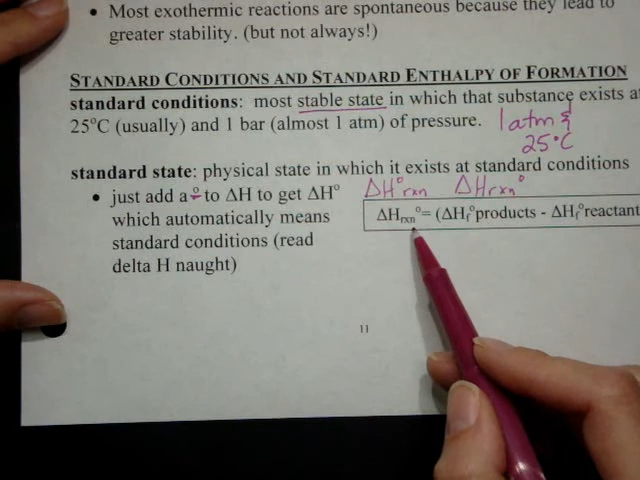 • Most exothermic reactions are spontaneous because they lead to
greater stability. (but not always!)
STANDARD CONDITIONS AND STANDARD ENTHALPY OF FORMATION
standard conditions: most stable state in which that substance exists at
25°C (usually) and 1 bar (almost 1 atm) of pressure. 1 atm &
25°C
standard state: physical state in which it exists at standard conditions
• just add a ° to ΔH to get ΔH° ΔH°rxn ΔHrxn°
which automatically means ΔHrxn°= (ΔHf°products - ΔHf°reactant
standard conditions (read
delta H naught)
11